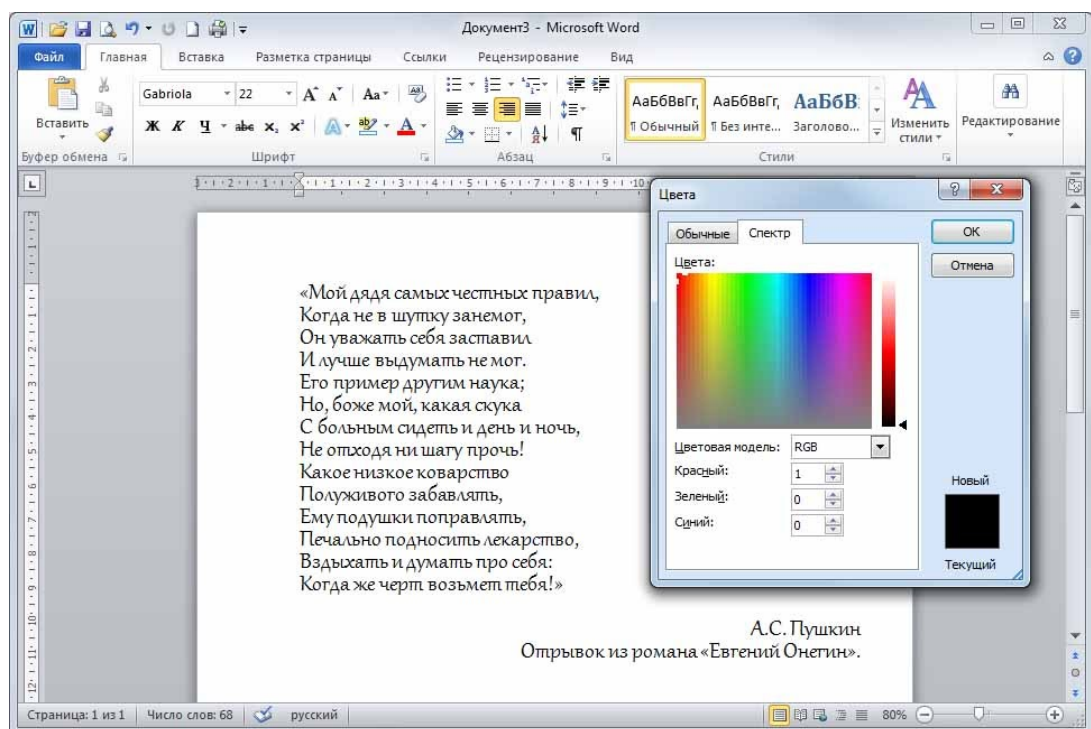 Документ3 - Microsoft Word
Файл Главная Вставка Разметка страницы Ссылки Рецензирование Вид
Вставить
Gabriola 22
Ж К Ч abc x₂ x²
АаБбВвГг, АаБбВвГг, АаБбВ
¶ Обычный ¶ Без инте... Заголово...
Изменить стили
Редактирование
Буфер обмена Шрифт Абзац Стили
«Мой дядя самых честных правил,
Когда не в шутку занемог,
Он уважать себя заставил
И лучше выдумать не мог.
Его пример другим наука;
Но, боже мой, какая скука
С больным сидеть и день и ночь,
Не отходя ни шагу прочь!
Какое низкое коварство
Полуживого забавлять,
Ему подушки поправлять,
Печально подносить лекарство,
Вздыхать и думать про себя:
Когда же черт возьмет тебя!»
А.С. Пушкин
Отрывок из романа «Евгений Онегин».
Цвета
Обычные Спектр
ОК
Отмена
Цвета:
Цветовая модель: RGB
Красный: 1
Зеленый: 0
Синий: 0
Новый
Текущий
Страница: 1 из 1 Число слов: 68 русский 80%